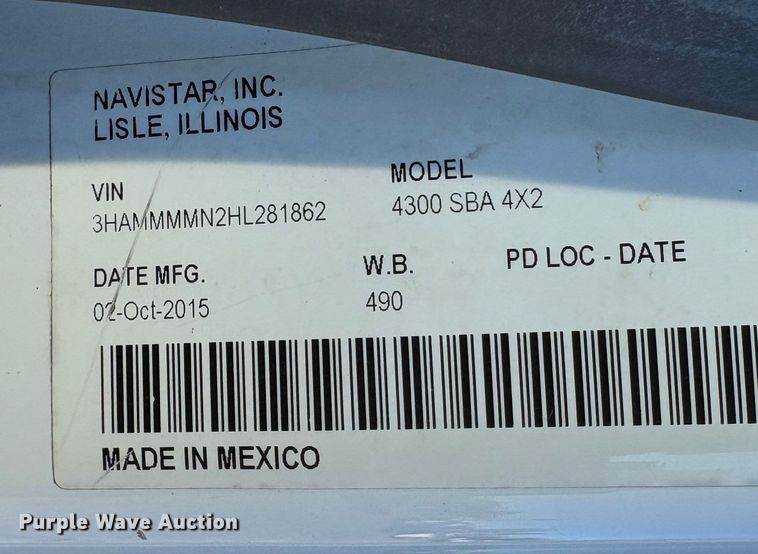 NAVISTAR, INC.
LISLE, ILLINOIS
VIN
3HAMMMMN2HL281862
MODEL
4300 SBA 4X2
DATE MFG.
02-Oct-2015
W.B.
490
PD LOC - DATE
MADE IN MEXICO
Purple Wave Auction